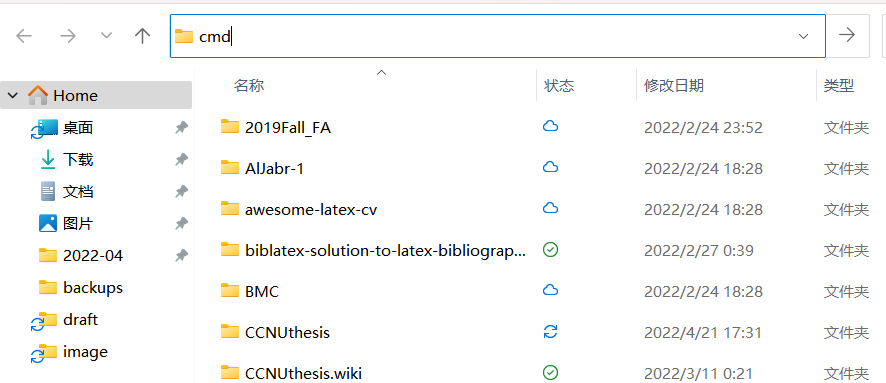 cmd
名称 状态 修改日期 类型
Home
桌面
下载
文档
图片
2022-04
backups
draft
image
2019Fall_FA 2022/2/24 23:52 文件夹
AlJabr-1 2022/2/24 18:28 文件夹
awesome-latex-cv 2022/2/24 18:28 文件夹
biblatex-solution-to-latex-bibliograp... 2022/2/27 0:39 文件夹
BMC 2022/2/24 18:28 文件夹
CCNUthesis 2022/4/21 17:31 文件夹
CCNUthesis.wiki 2022/3/11 0:21 文件夹